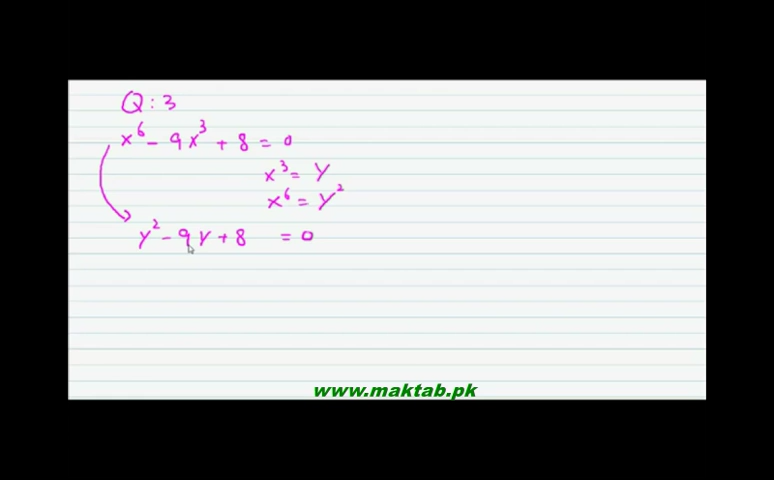 Q : 3
x⁶ - 9x³ + 8 = 0
x³ = y
x⁶ = y²
y² - 9y + 8 = 0
www.maktab.pk